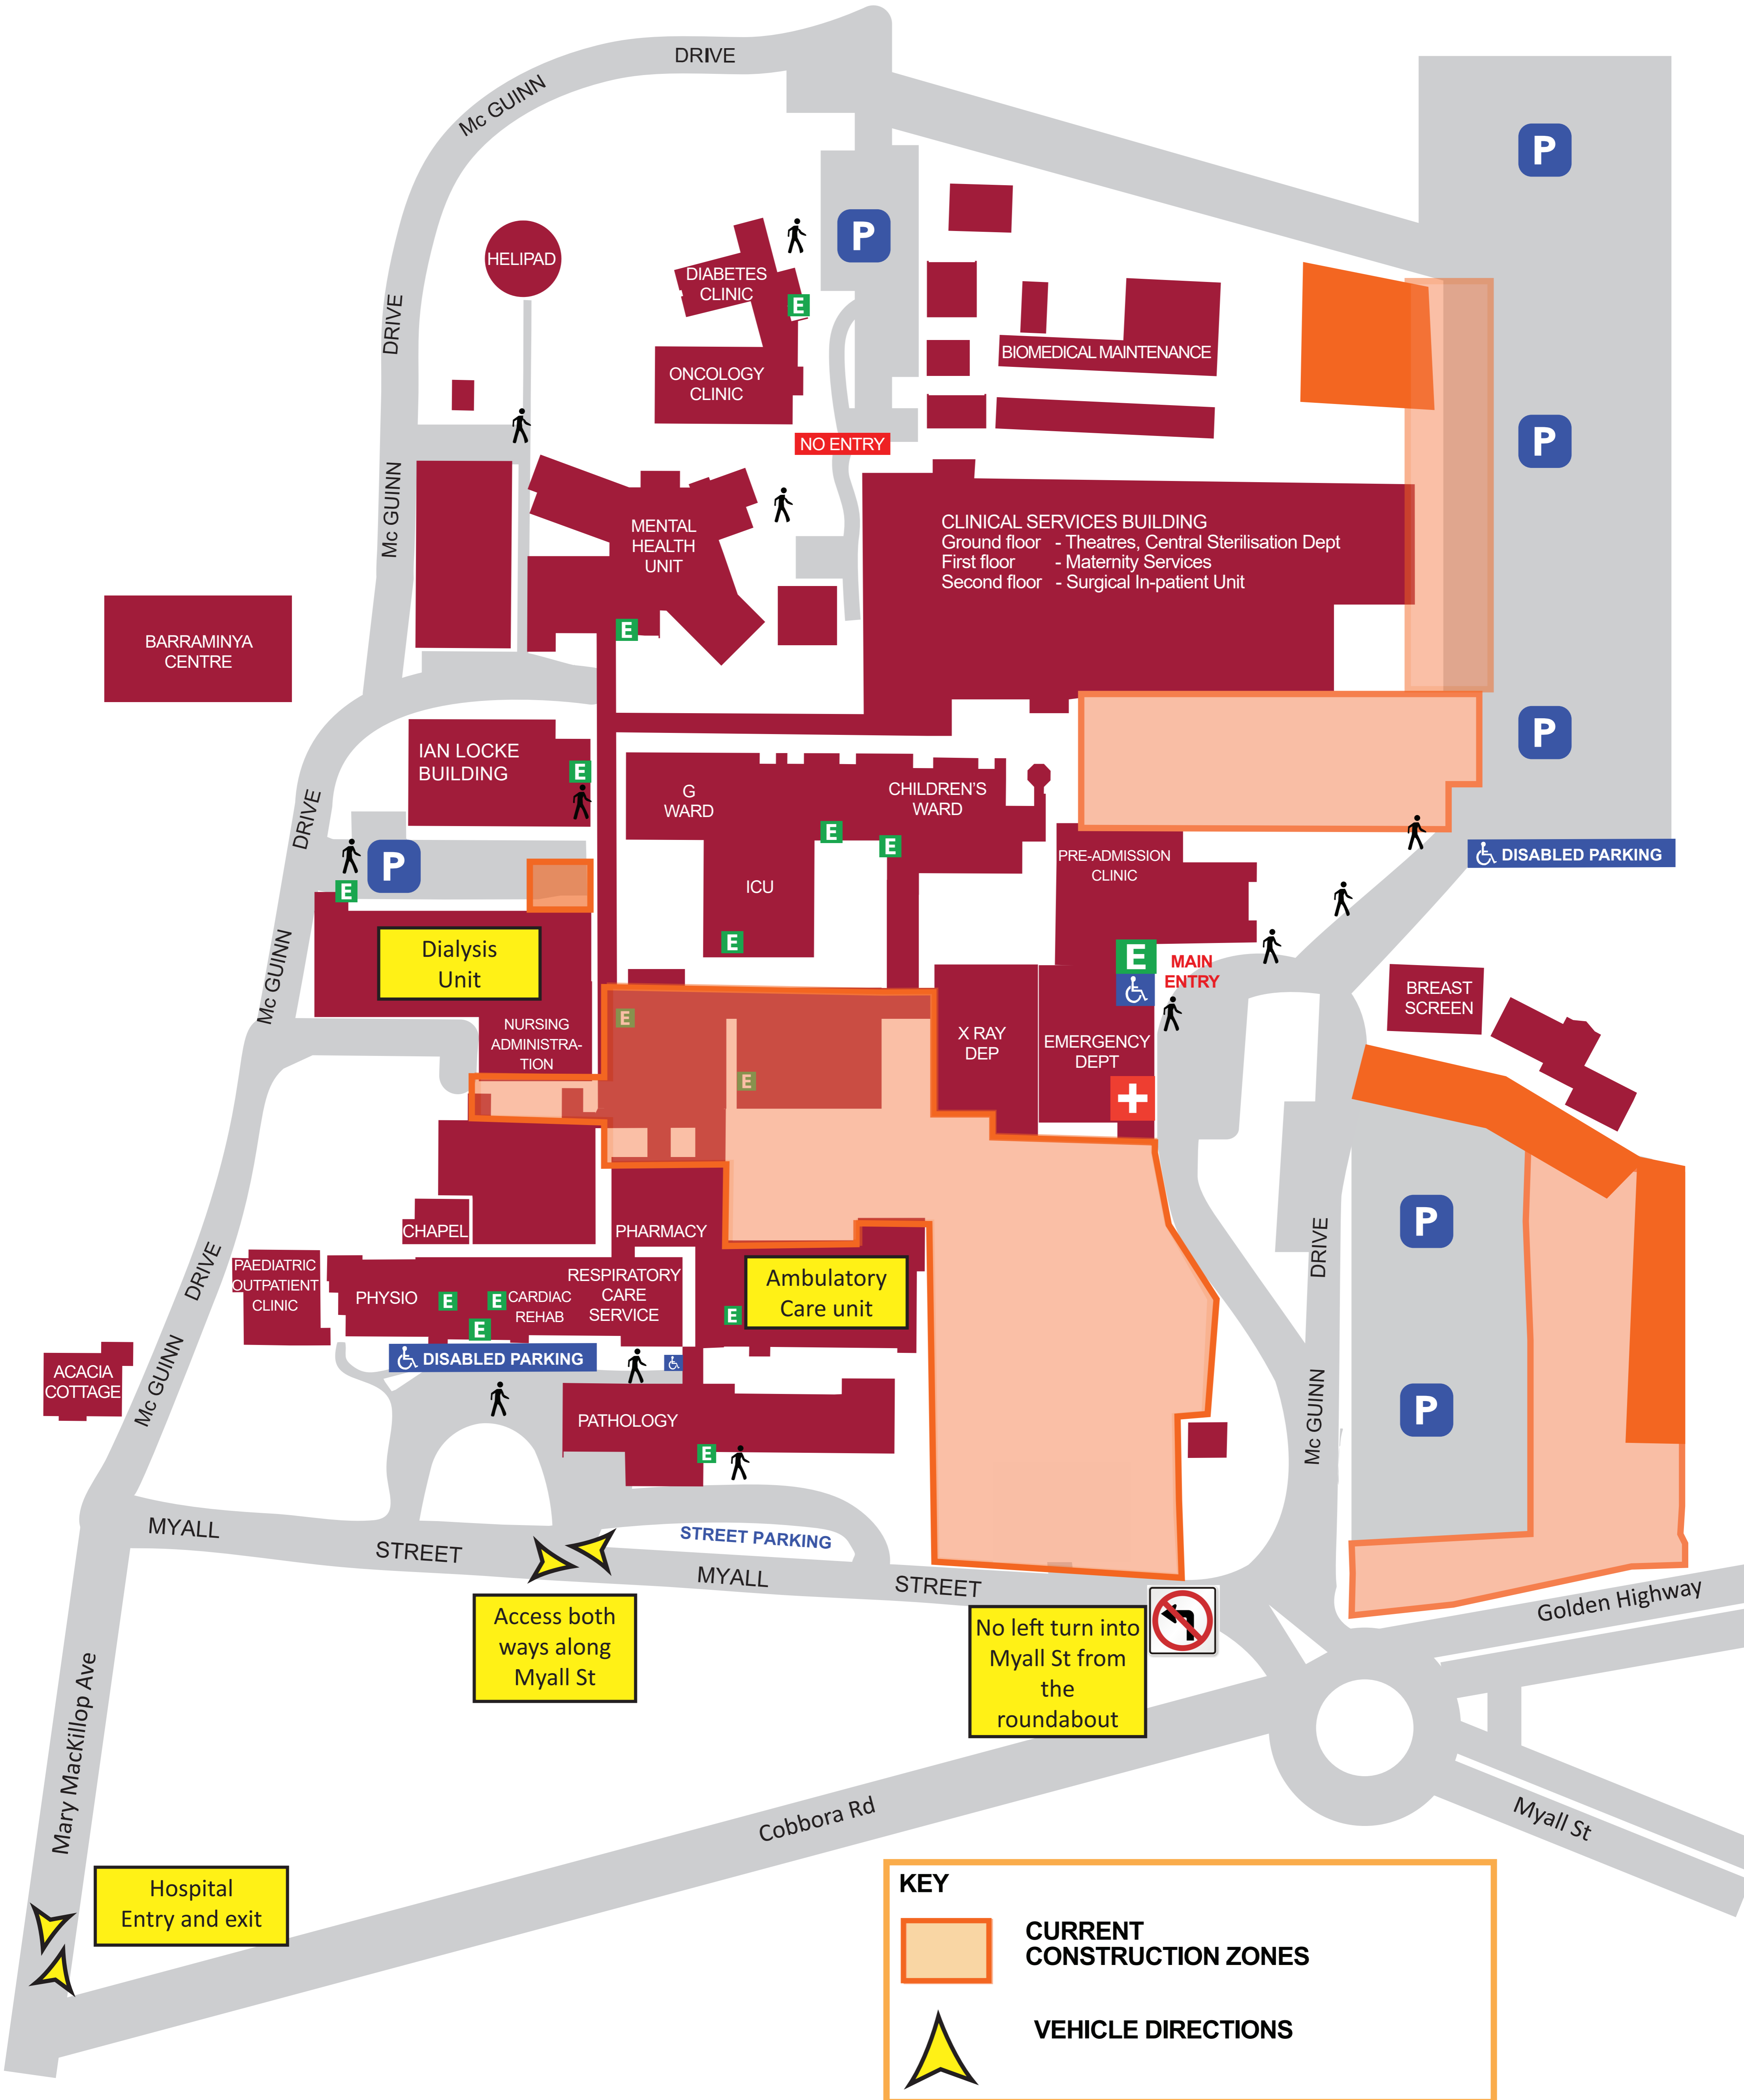 DRIVE
Mc GUINN
P
P
HELIPAD
DIABETES
CLINIC
E
DRIVE
BIOMEDICAL MAINTENANCE
ONCOLOGY
CLINIC
NO ENTRY
P
Mc GUINN
MENTAL
HEALTH
UNIT
CLINICAL SERVICES BUILDING
Ground floor - Theatres, Central Sterilisation Dept
First floor - Maternity Services
Second floor - Surgical In-patient Unit
E
BARRAMINYA
CENTRE
P
IAN LOCKE
BUILDING
E
G
WARD
CHILDREN'S
WARD
DRIVE
E
E
P
E
PRE-ADMISSION
CLINIC
DISABLED PARKING
ICU
E
Dialysis
Unit
Mc GUINN
E
MAIN
ENTRY
BREAST
SCREEN
NURSING
ADMINISTRA-
TION
E
X RAY
DEP
EMERGENCY
DEPT
E
CHAPEL
PHARMACY
P
DRIVE
DRIVE
PAEDIATRIC
OUTPATIENT
CLINIC
PHYSIO
E
E
CARDIAC
REHAB
RESPIRATORY
CARE
SERVICE
E
E
Ambulatory
Care unit
DISABLED PARKING
ACACIA
COTTAGE
Mc GUINN
PATHOLOGY
E
P
Mc GUINN
MYALL
STREET
STREET PARKING
MYALL
STREET
Access both
ways along
Myall St
No left turn into
Myall St from
the
roundabout
Golden Highway
Mary MacKillop Ave
Cobbora Rd
Myall St
Hospital
Entry and exit
KEY
CURRENT
CONSTRUCTION ZONES
VEHICLE DIRECTIONS